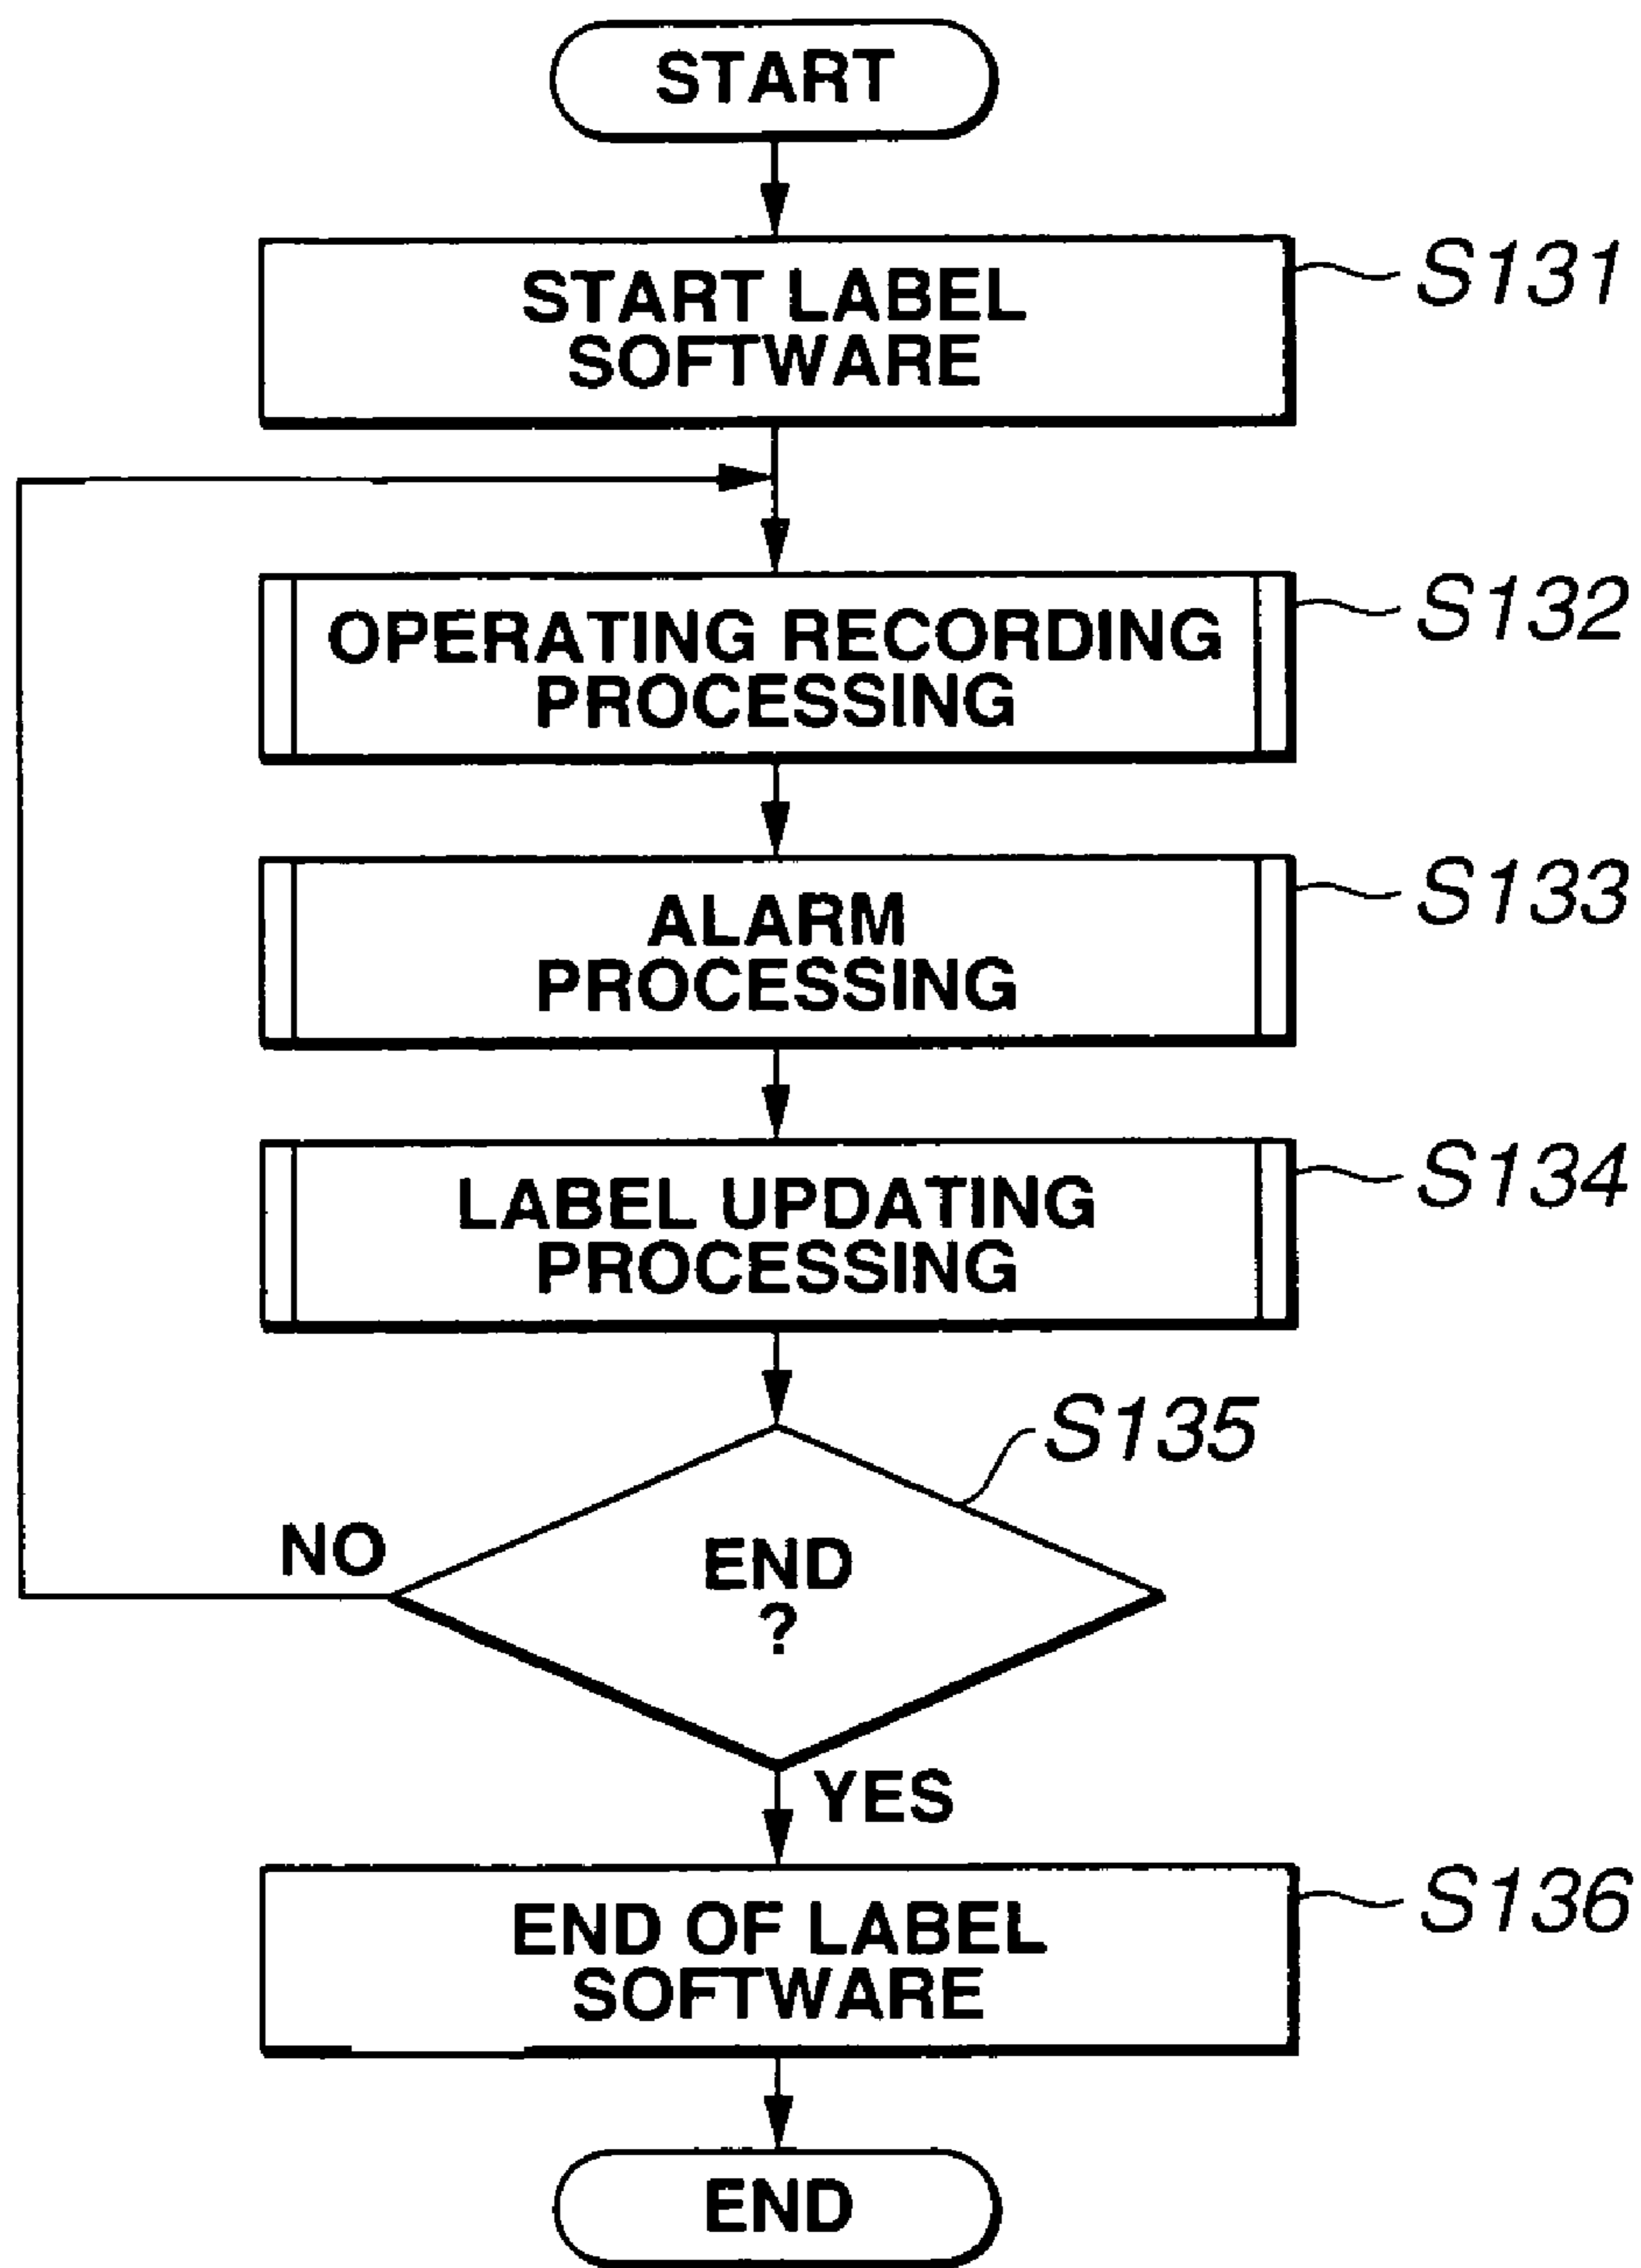 START
START LABEL
SOFTWARE
S131
OPERATING RECORDING
PROCESSING
S132
ALARM
PROCESSING
S133
LABEL UPDATING
PROCESSING
S134
S135
END
?
NO
YES
END OF LABEL
SOFTWARE
S136
END